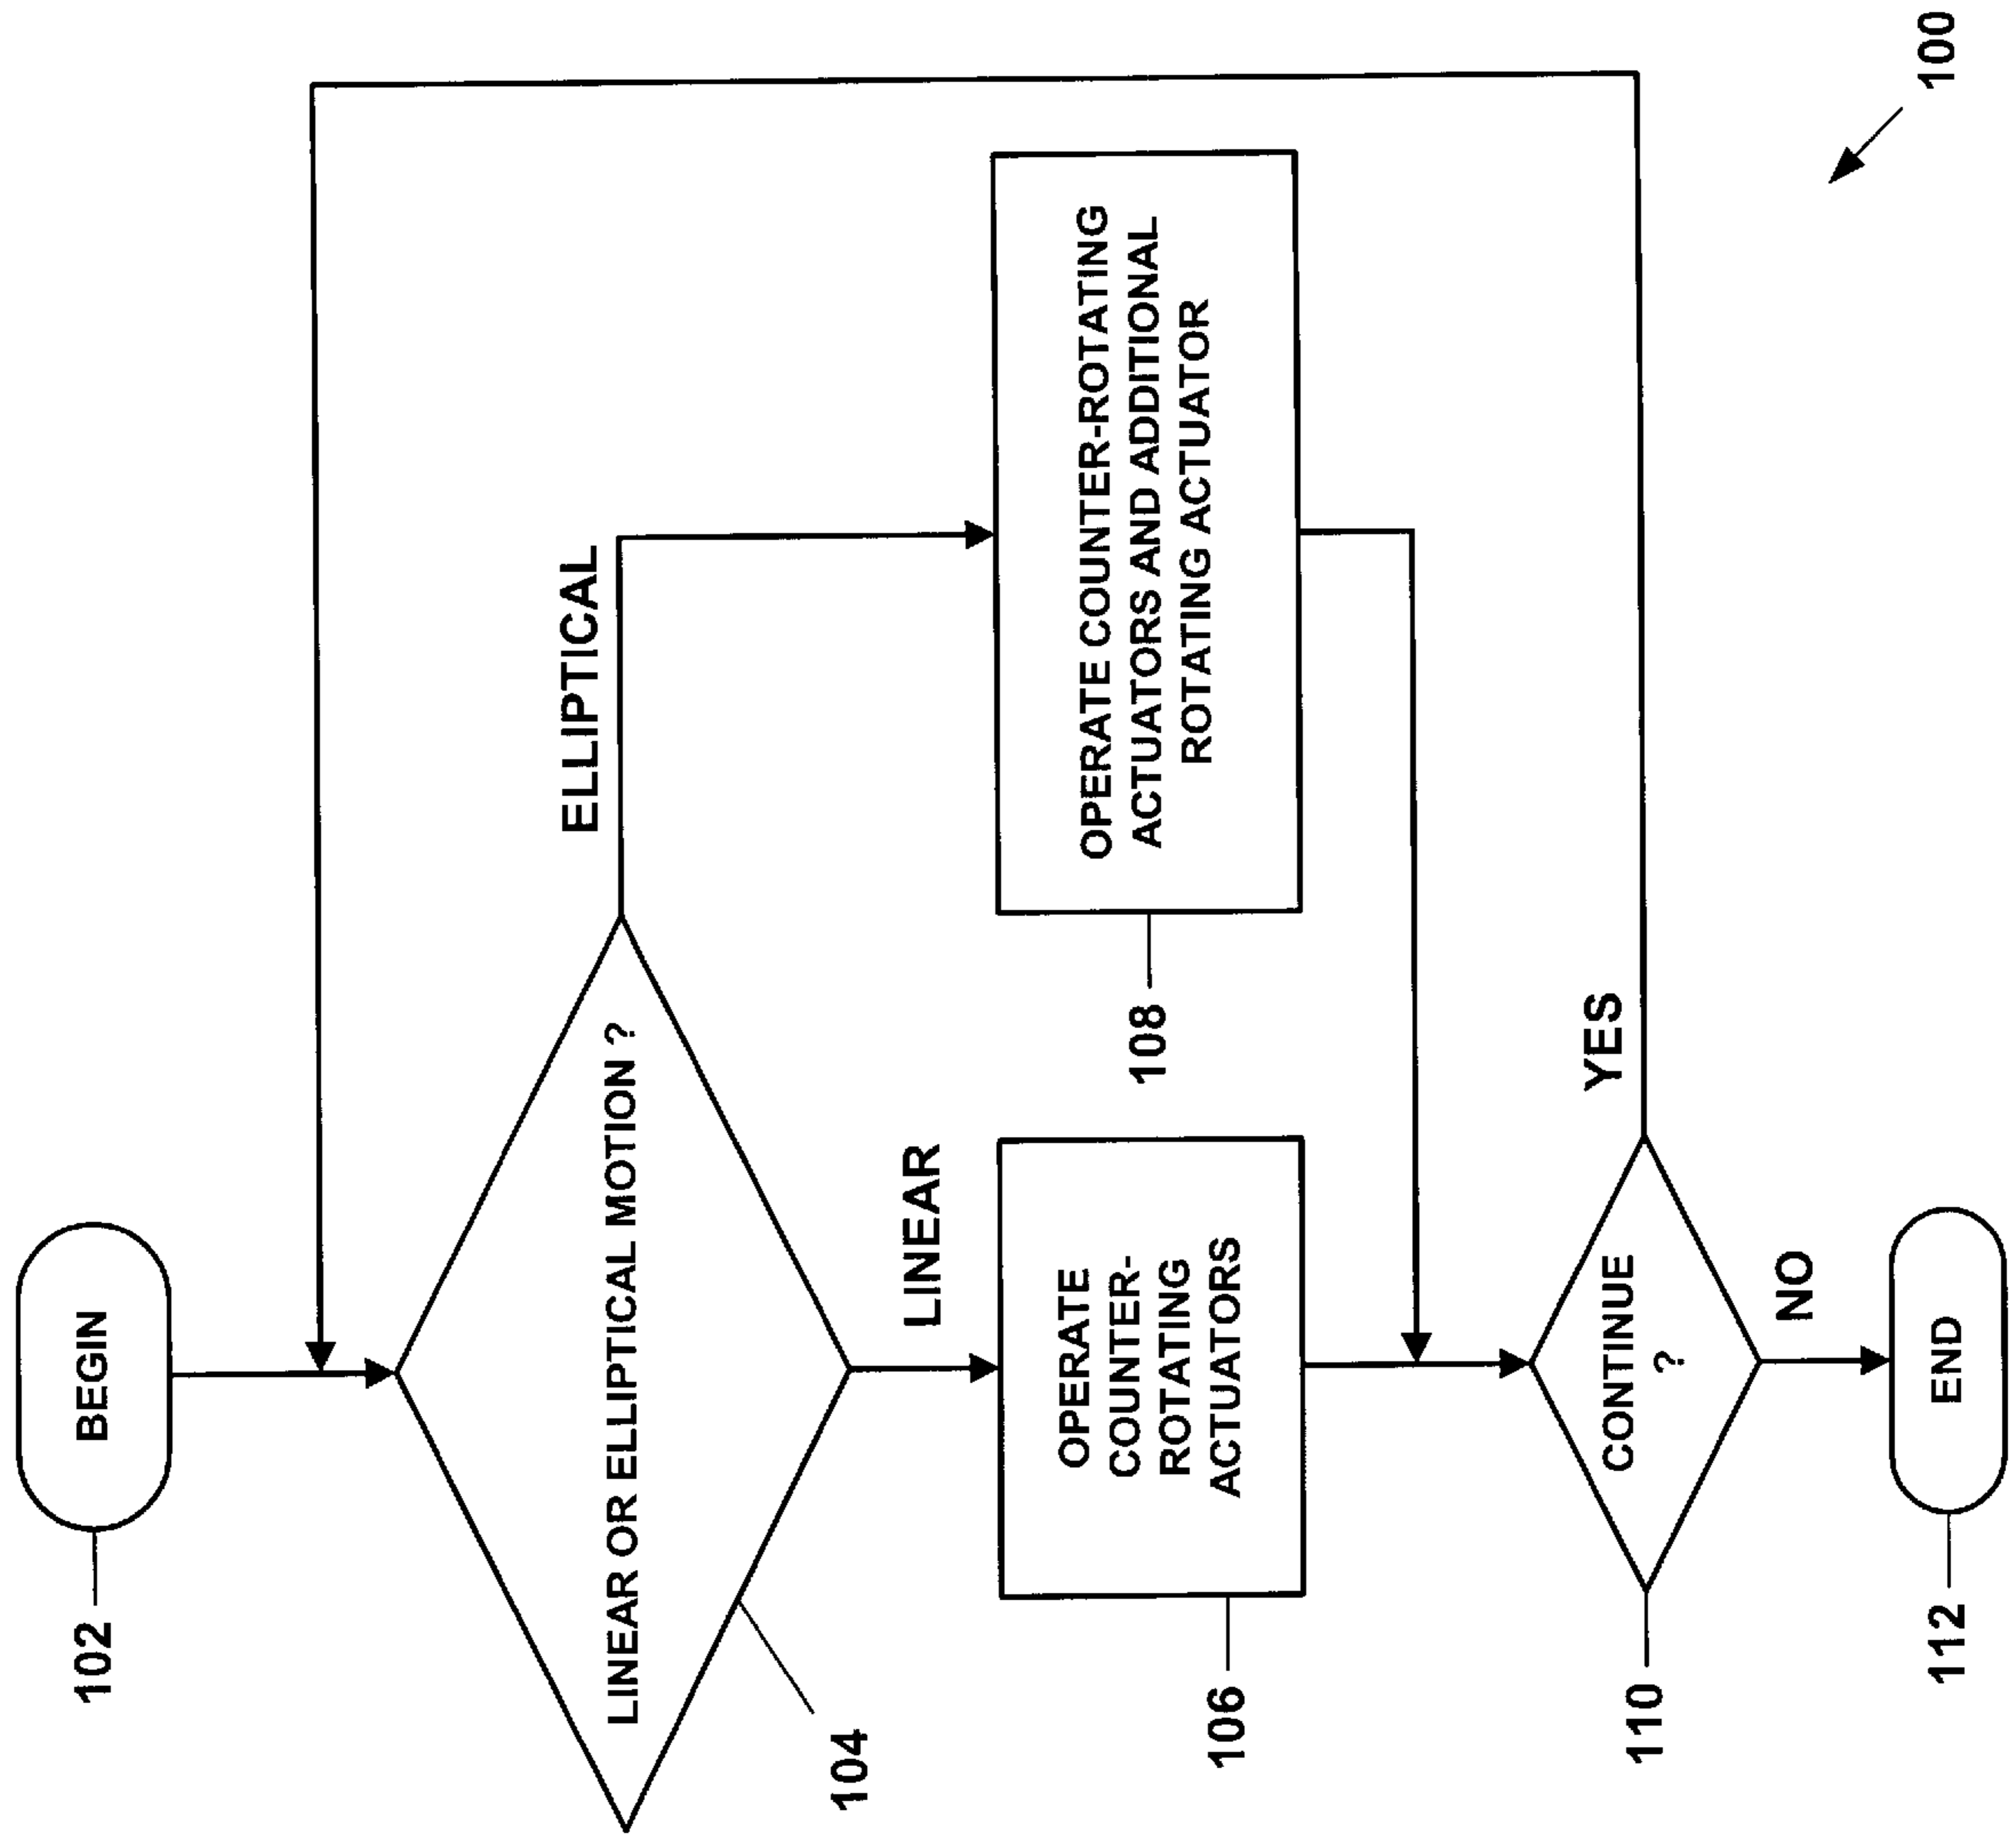 BEGIN
102
LINEAR OR ELLIPTICAL MOTION ?
104
ELLIPTICAL
LINEAR
OPERATE
COUNTER-
ROTATING
ACTUATORS
106
OPERATE COUNTER-ROTATING
ACTUATORS AND ADDITIONAL
ROTATING ACTUATOR
108
CONTINUE
?
110
YES
NO
END
112
100